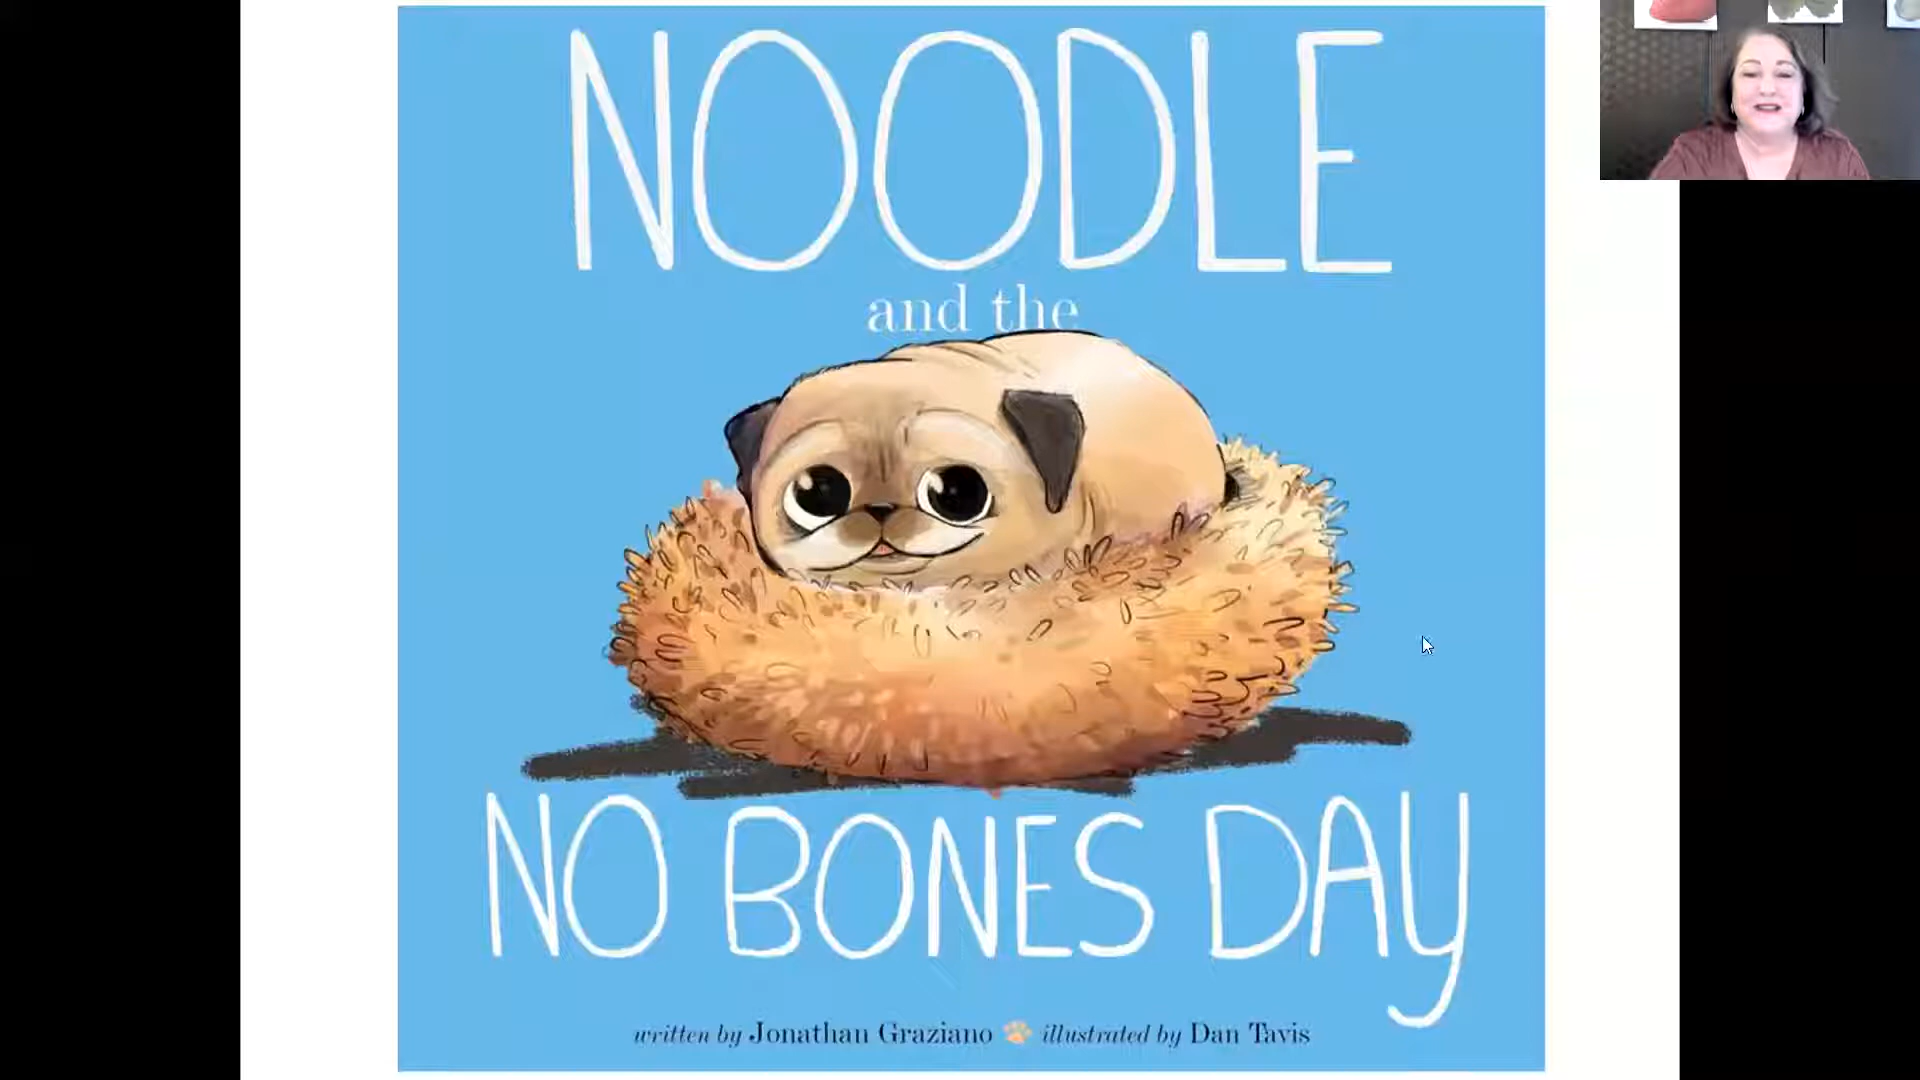 NOODLE
and the
NO BONES DAY
written by Jonathan Graziano illustrated by Dan Tavis